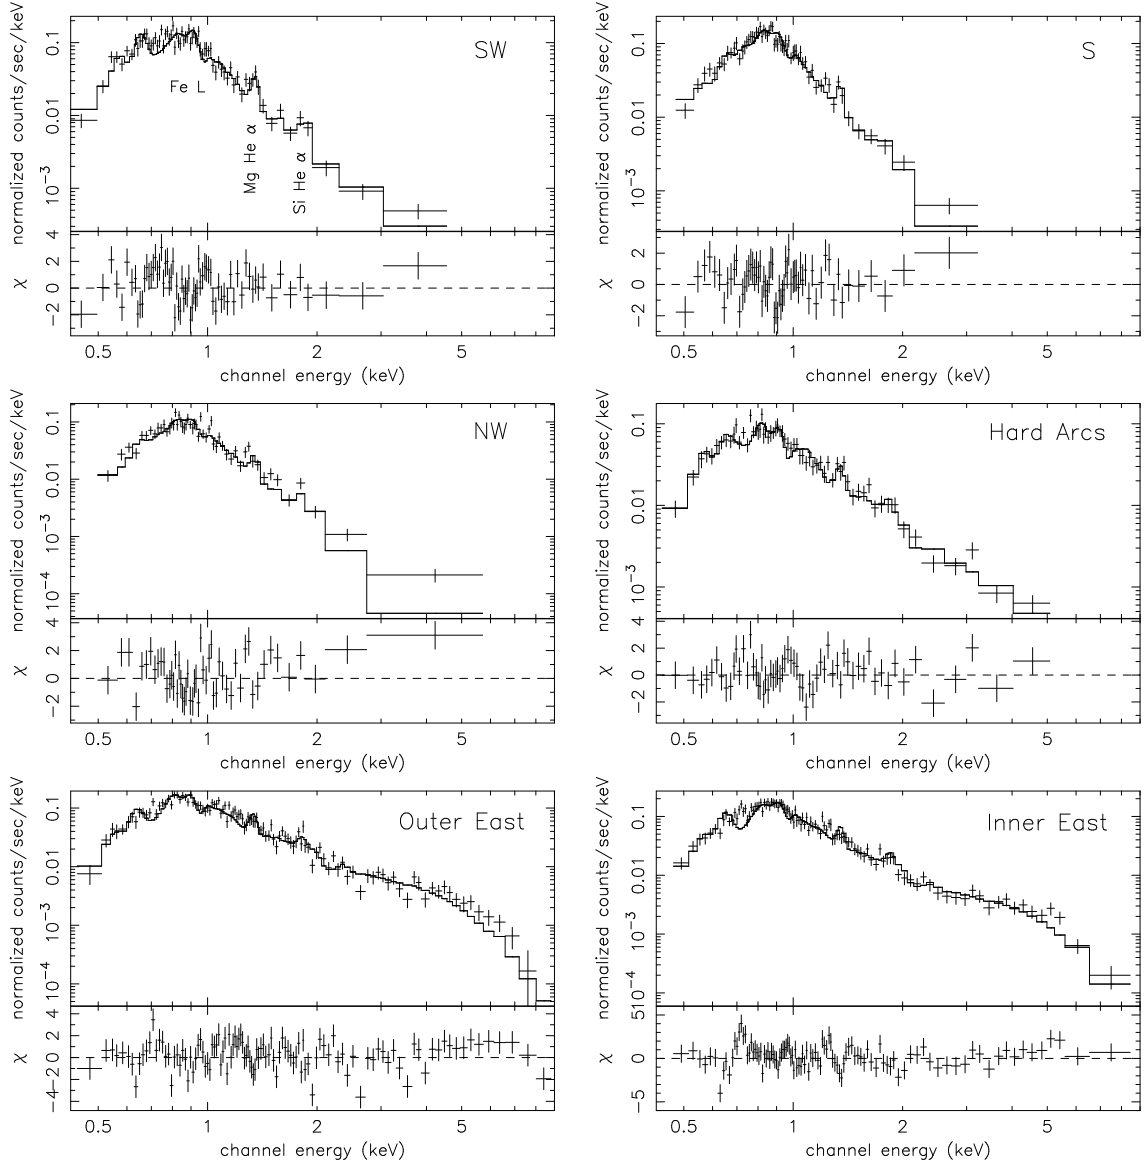 SW
Fe L
Mg He α
Si He α
normalized counts/sec/keV
0.1
0.01
10⁻³
χ
4
2
0
−2
0.5
1
2
5
channel energy (keV)
S
normalized counts/sec/keV
0.1
0.01
10⁻³
χ
2
0
−2
0.5
1
2
5
channel energy (keV)
NW
normalized counts/sec/keV
0.1
0.01
10⁻³
10⁻⁴
χ
4
2
0
−2
0.5
1
2
5
channel energy (keV)
Hard Arcs
normalized counts/sec/keV
0.1
0.01
10⁻³
χ
4
2
0
−2
0.5
1
2
5
channel energy (keV)
Outer East
normalized counts/sec/keV
0.1
0.01
10⁻³
10⁻⁴
χ
4
2
0
−2
−4
0.5
1
2
5
channel energy (keV)
Inner East
normalized counts/sec/keV
0.1
0.01
10⁻³
10⁻⁴
χ
5
0
−5
0.5
1
2
5
channel energy (keV)